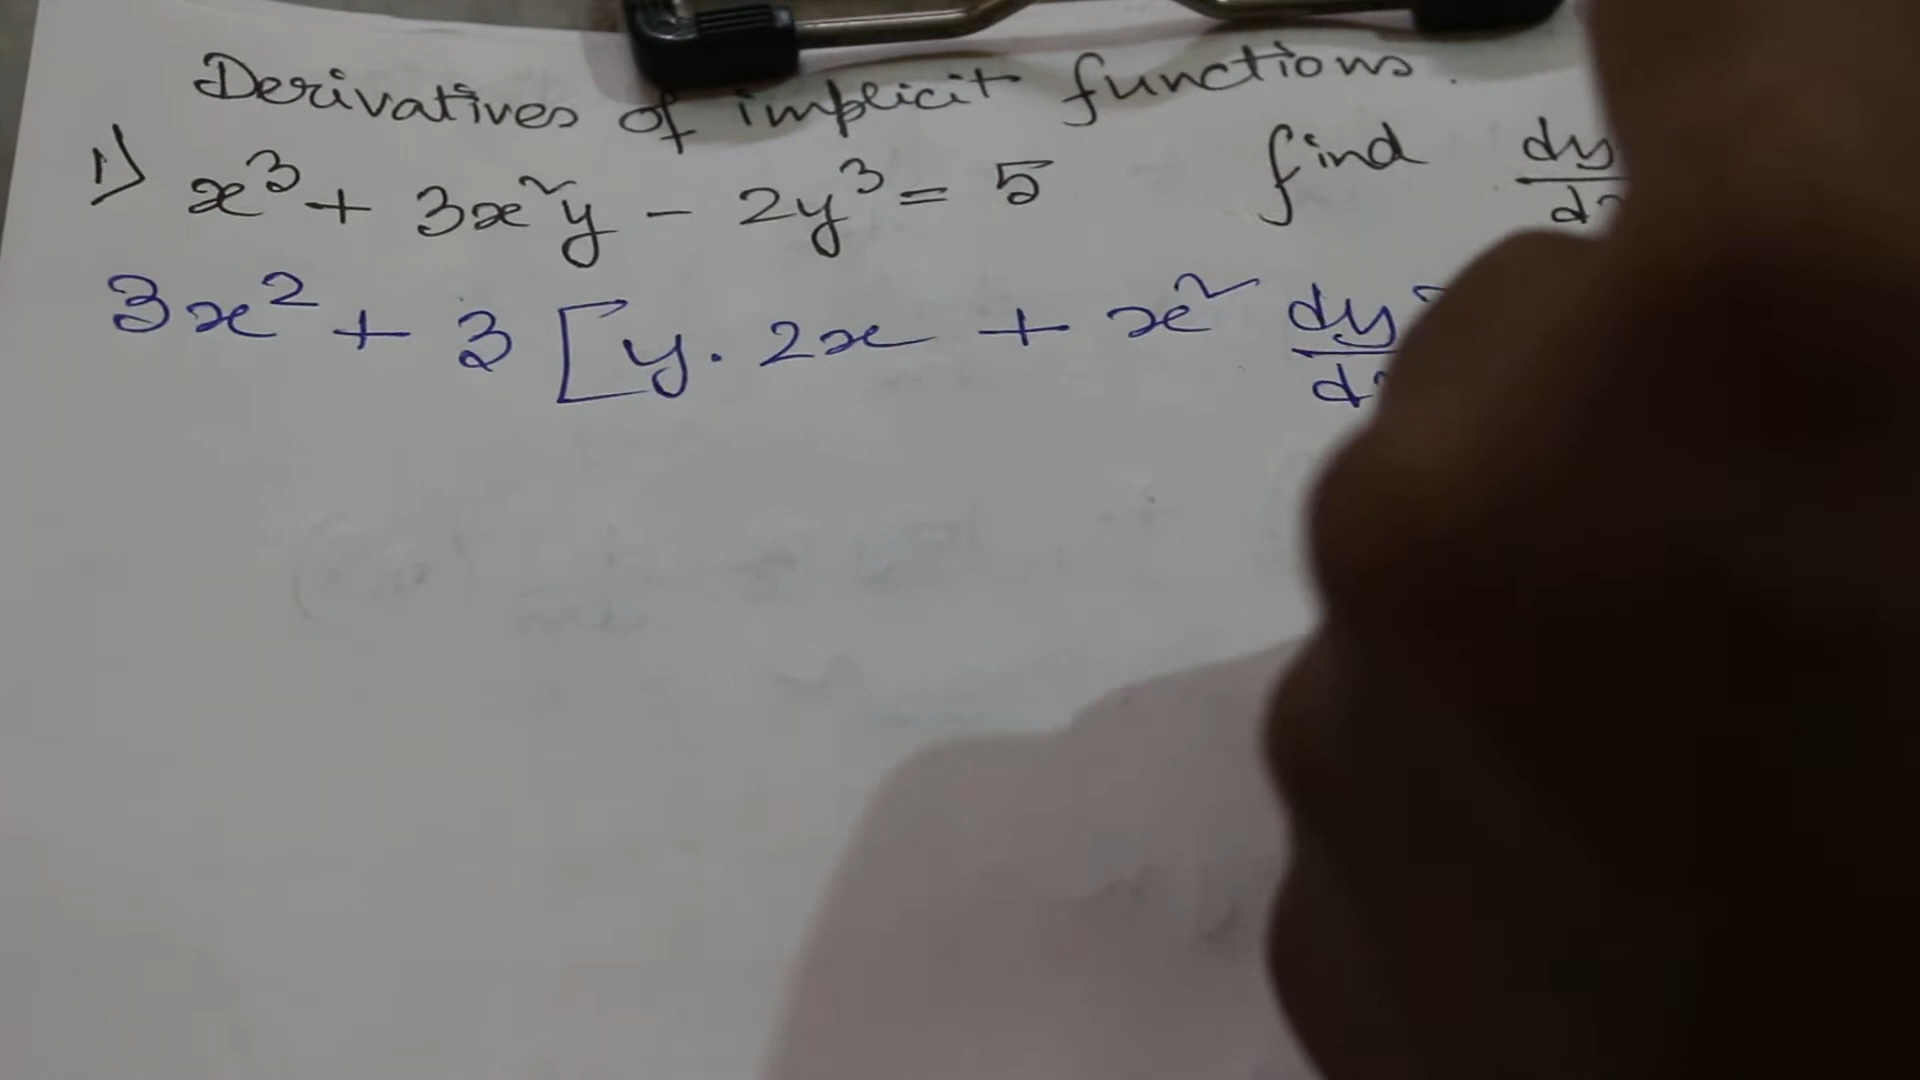 Derivatives of implicit functions.
1) x³ + 3x²y - 2y³ = 5 find dy/d
3x² + 3 [y. 2x + x² dy/d